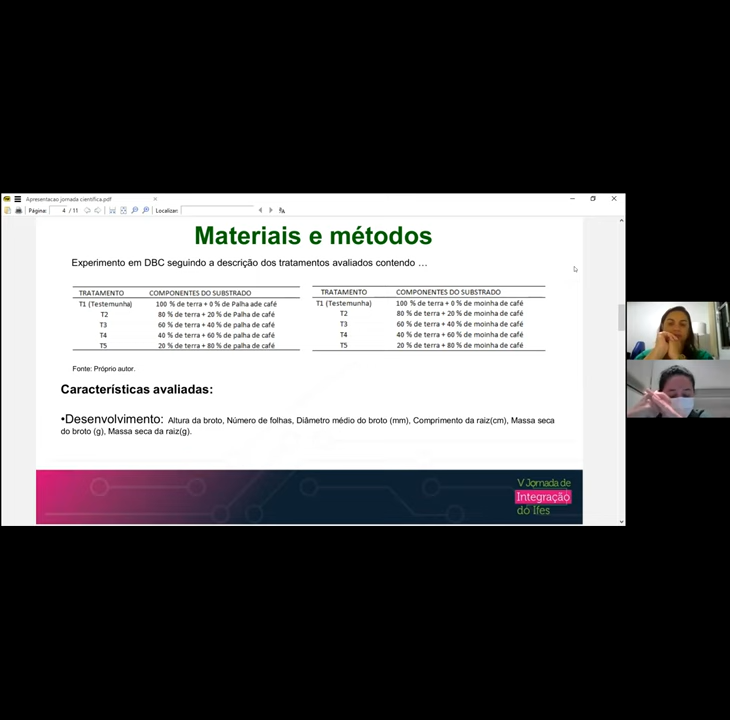 Apresentacao jornada cientifica.pdf
Página: 4 / 11 Localizar:
Materiais e métodos
Experimento em DBC seguindo a descrição dos tratamentos avaliados contendo ...
TRATAMENTO COMPONENTES DO SUBSTRADO
T1 (Testemunha) 100 % de terra + 0 % de Palha ade café
T2 80 % de terra + 20 % de Palha de café
T3 60 % de terra + 40 % de palha de café
T4 40 % de terra + 60 % de palha de café
T5 20 % de terra + 80 % de palha de café
TRATAMENTO COMPONENTES DO SUBSTRADO
T1 (Testemunha) 100 % de terra + 0 % de moinha de café
T2 80 % de terra + 20 % de moinha de café
T3 60 % de terra + 40 % de moinha de café
T4 40 % de terra + 60 % de moinha de café
T5 20 % de terra + 80 % de moinha de café
Fonte: Próprio autor.
Características avaliadas:
•Desenvolvimento: Altura da broto, Número de folhas, Diâmetro médio do broto (mm), Comprimento da raiz(cm), Massa seca
do broto (g), Massa seca da raiz(g).
V Jornada de
Integração
do Ifes